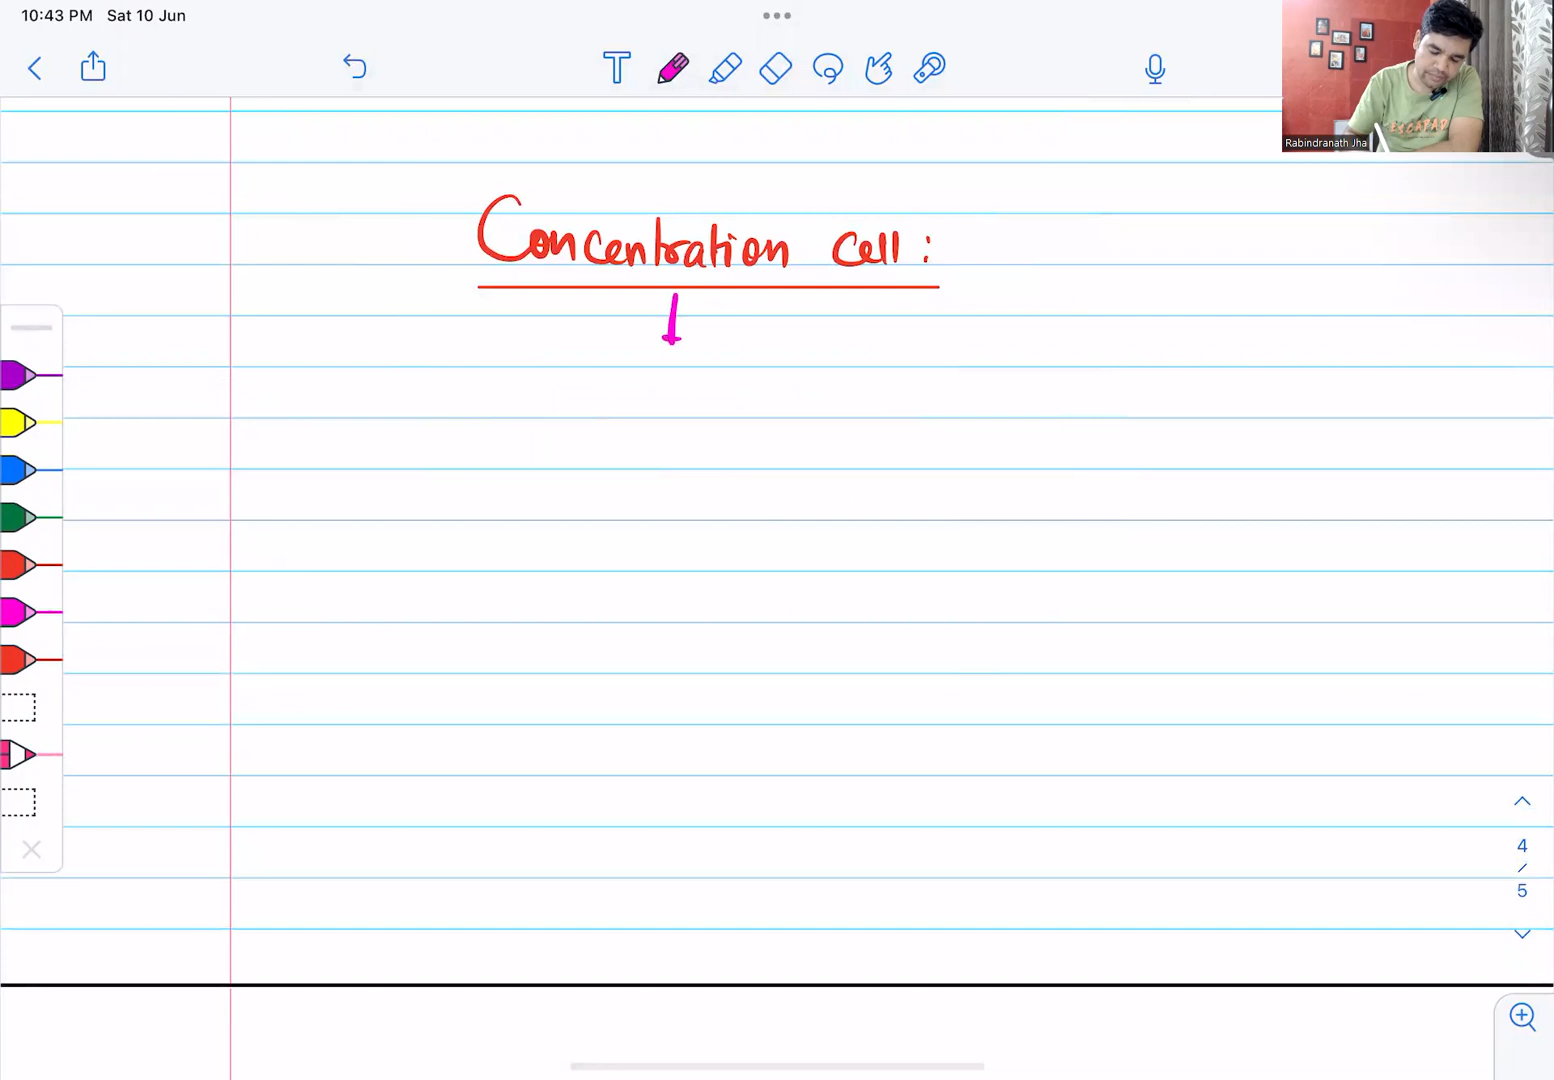 10:43 PM Sat 10 Jun
T
Rabindranath Jha
Concentration cell :
4
/
5